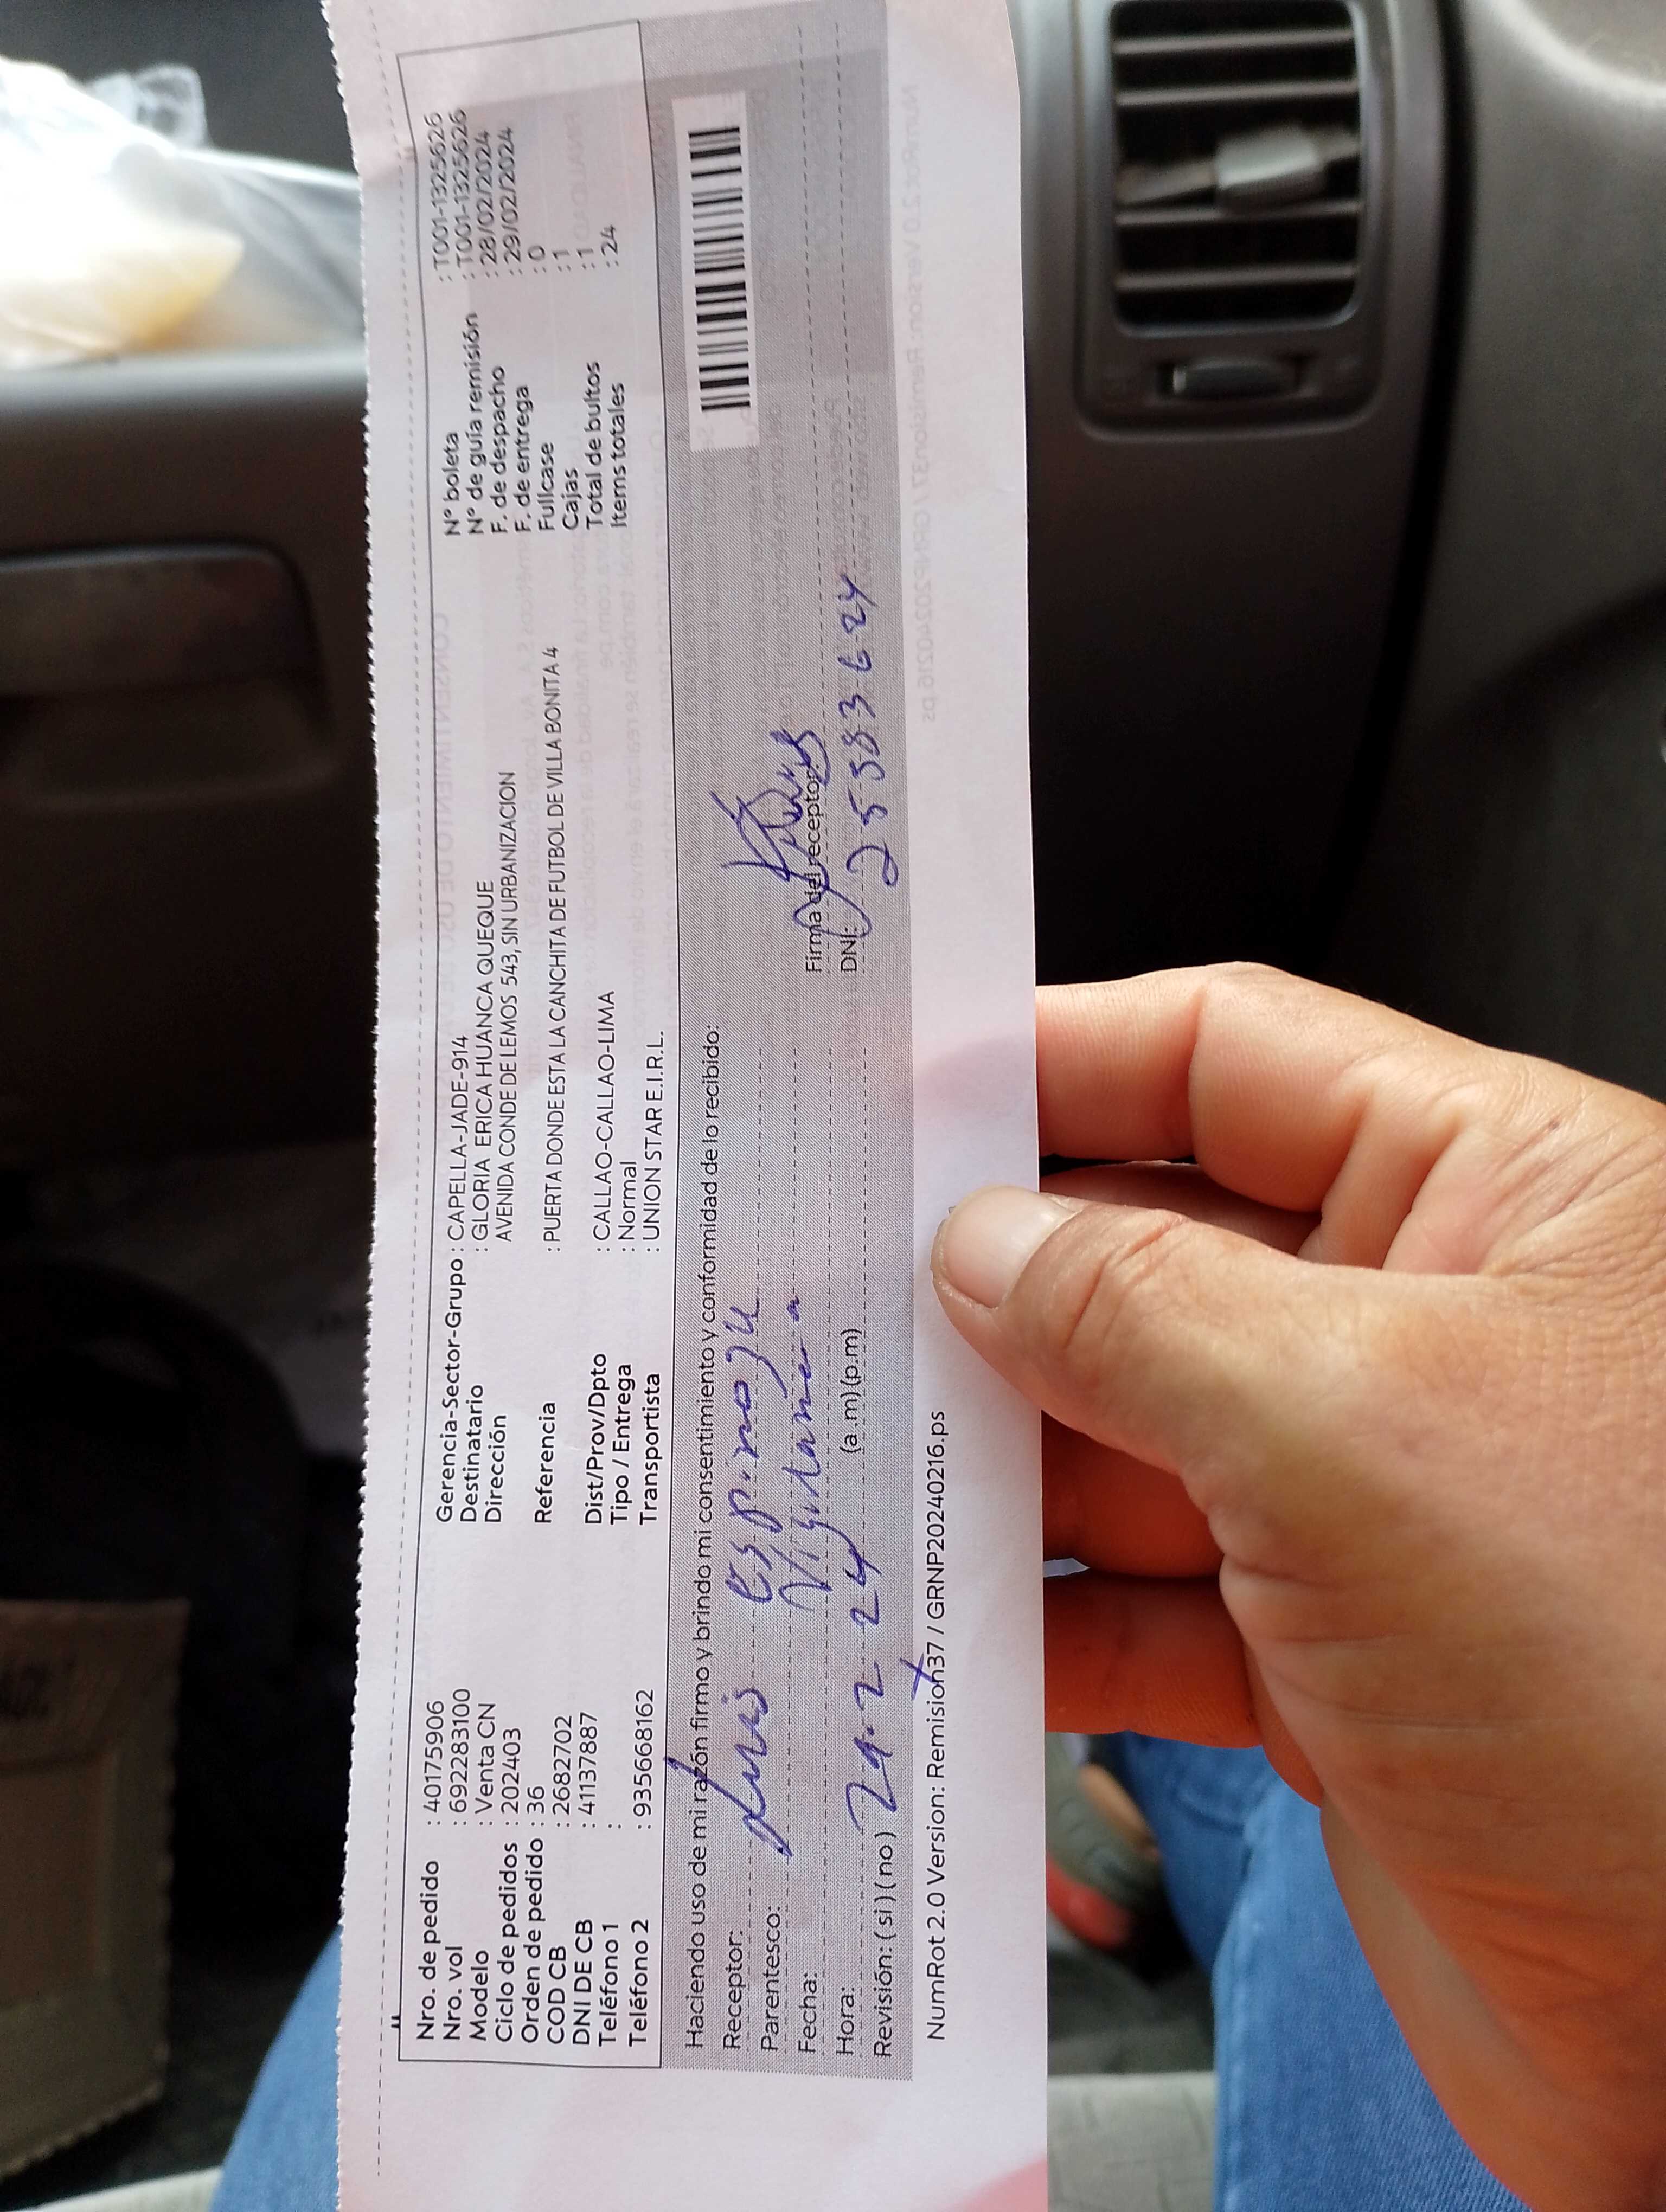 Nro. de pedido : 40175906
Nro. vol : 692283100
Modelo : Venta CN
Ciclo de pedidos : 202403
Orden de pedido : 36
COD CB : 2682702
DNI DE CB : 41137887
Teléfono 1 :
Teléfono 2 : 935668162
Gerencia-Sector-Grupo : CAPELLA-JADE-914
Destinatario : GLORIA ERICA HUANCA QUEQUE
Dirección AVENIDA CONDE DE LEMOS 543, SIN URBANIZACION
Referencia : PUERTA DONDE ESTA LA CANCHITA DE FUTBOL DE VILLA BONITA 4
Dist/Prov/Dpto : CALLAO-CALLAO-LIMA
Tipo / Entrega : Normal
Transportista : UNION STAR E.I.R.L.
N° boleta : T001-1325626
N° de guía remisión : T001-1325626
F. de despacho : 28/02/2024
F. de entrega : 29/02/2024
Fullcase : 0
Cajas : 1
Total de bultos : 1
Items totales : 24
Haciendo uso de mi razón firmo y brindo mi consentimiento y conformidad de lo recibido:
Receptor: Luis Espinoza
Parentesco: Vigilante
Fecha: 29.2 24
Hora: (a.m) (p.m)
Revisión: ( si ) ( no )
Firma del receptor:
DNI: 25583624
NumRot 2.0 Version: Remision37 / GRNP20240216.ps